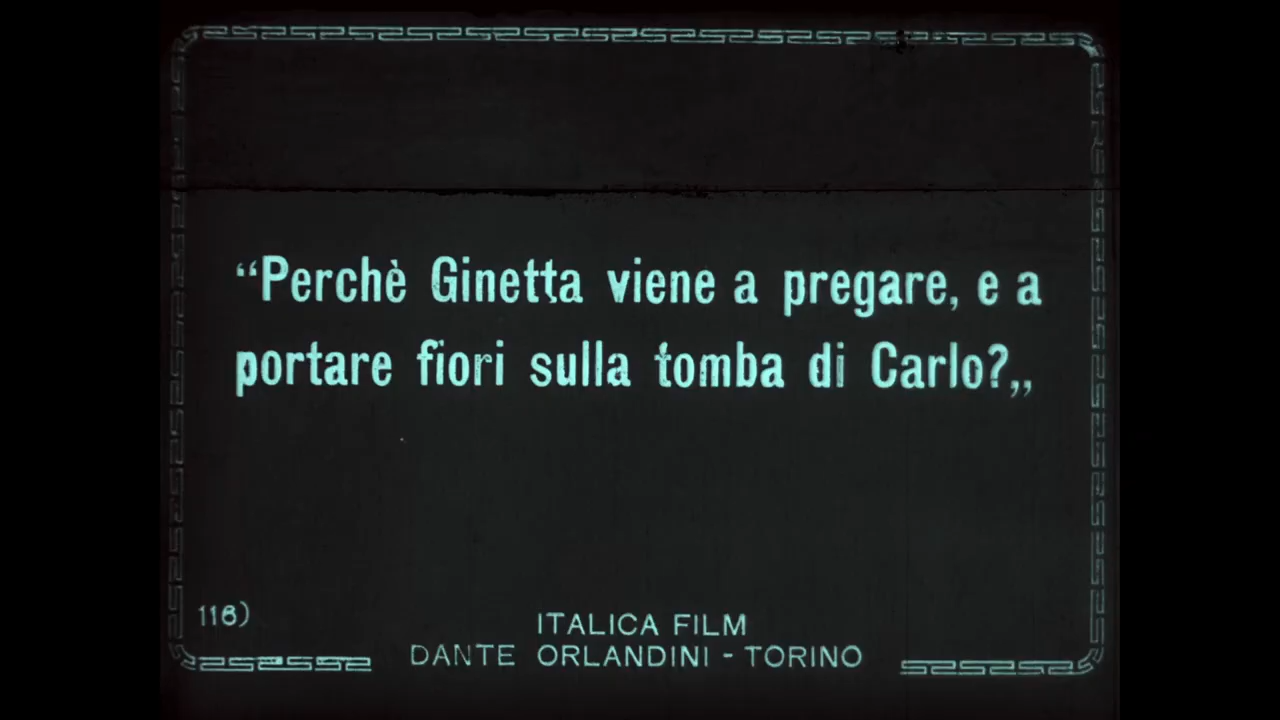 “Perchè Ginetta viene a pregare, e a
portare fiori sulla tomba di Carlo?„
116)
ITALICA FILM
DANTE ORLANDINI - TORINO